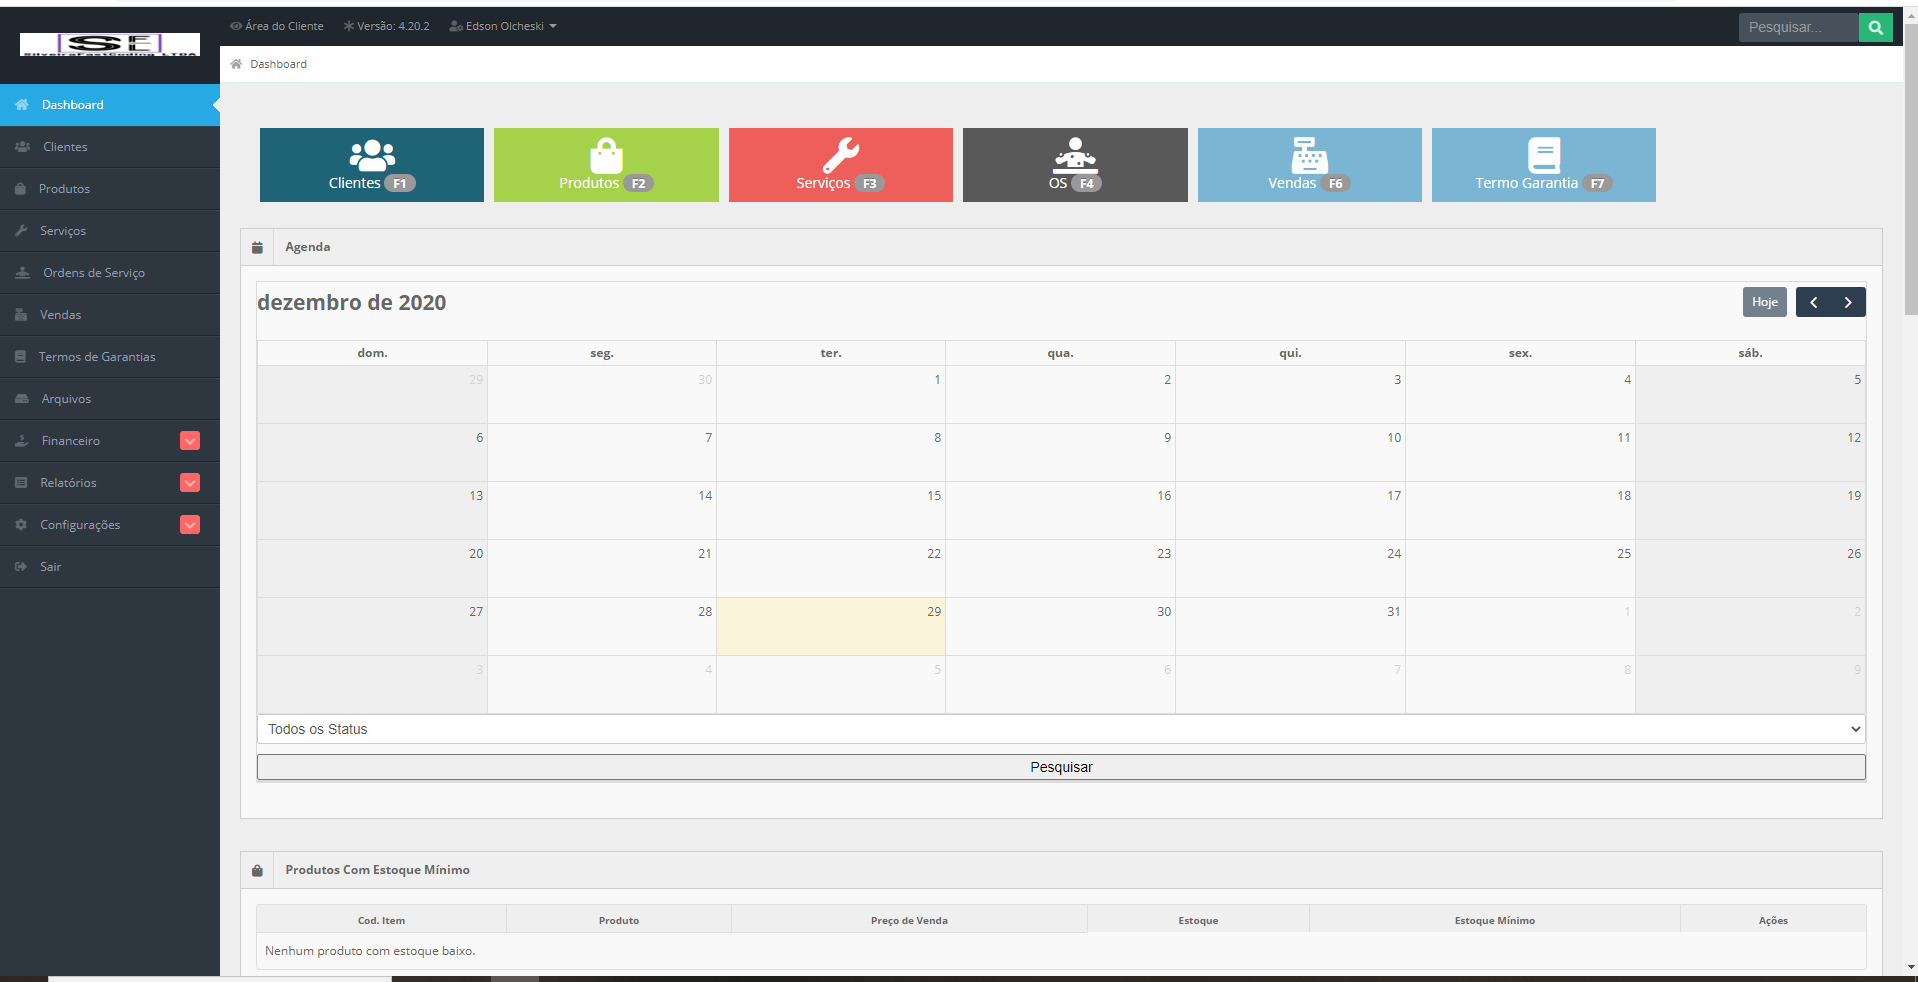 Área do Cliente Versão: 4.20.2 Edson Olcheski Pesquisar...
SE
SilveiraFastCoding LTDA
Dashboard
Dashboard
Clientes
Produtos
Serviços
Ordens de Serviço
Vendas
Termos de Garantias
Arquivos
Financeiro
Relatórios
Configurações
Sair
Clientes F1
Produtos F2
Serviços F3
OS F4
Vendas F6
Termo Garantia F7
Agenda
dezembro de 2020 Hoje
dom. seg. ter. qua. qui. sex. sáb.
29 30 1 2 3 4 5
6 7 8 9 10 11 12
13 14 15 16 17 18 19
20 21 22 23 24 25 26
27 28 29 30 31 1 2
3 4 5 6 7 8 9
Todos os Status
Pesquisar
Produtos Com Estoque Mínimo
Cod. Item Produto Preço de Venda Estoque Estoque Mínimo Ações
Nenhum produto com estoque baixo.